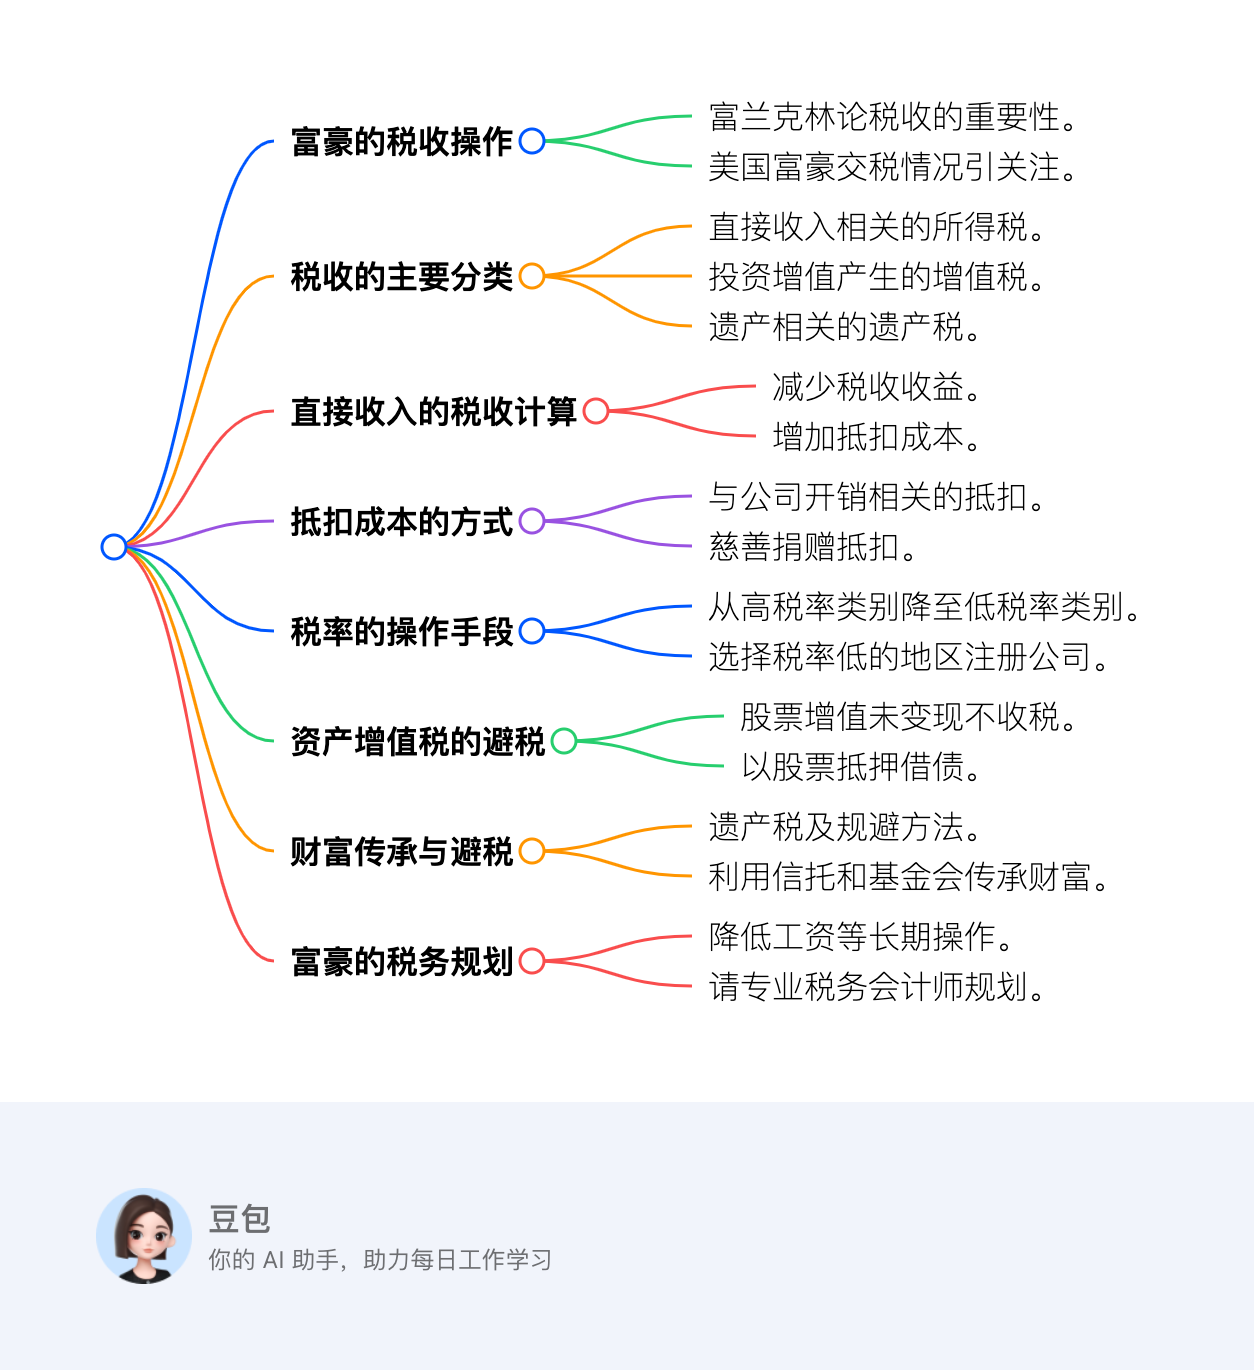 富豪的税收操作
富兰克林论税收的重要性。
美国富豪交税情况引关注。
税收的主要分类
直接收入相关的所得税。
投资增值产生的增值税。
遗产相关的遗产税。
直接收入的税收计算
减少税收收益。
增加抵扣成本。
抵扣成本的方式
与公司开销相关的抵扣。
慈善捐赠抵扣。
税率的操作手段
从高税率类别降至低税率类别。
选择税率低的地区注册公司。
资产增值税的避税
股票增值未变现不收税。
以股票抵押借债。
财富传承与避税
遗产税及规避方法。
利用信托和基金会传承财富。
富豪的税务规划
降低工资等长期操作。
请专业税务会计师规划。
豆包
你的 AI 助手，助力每日工作学习